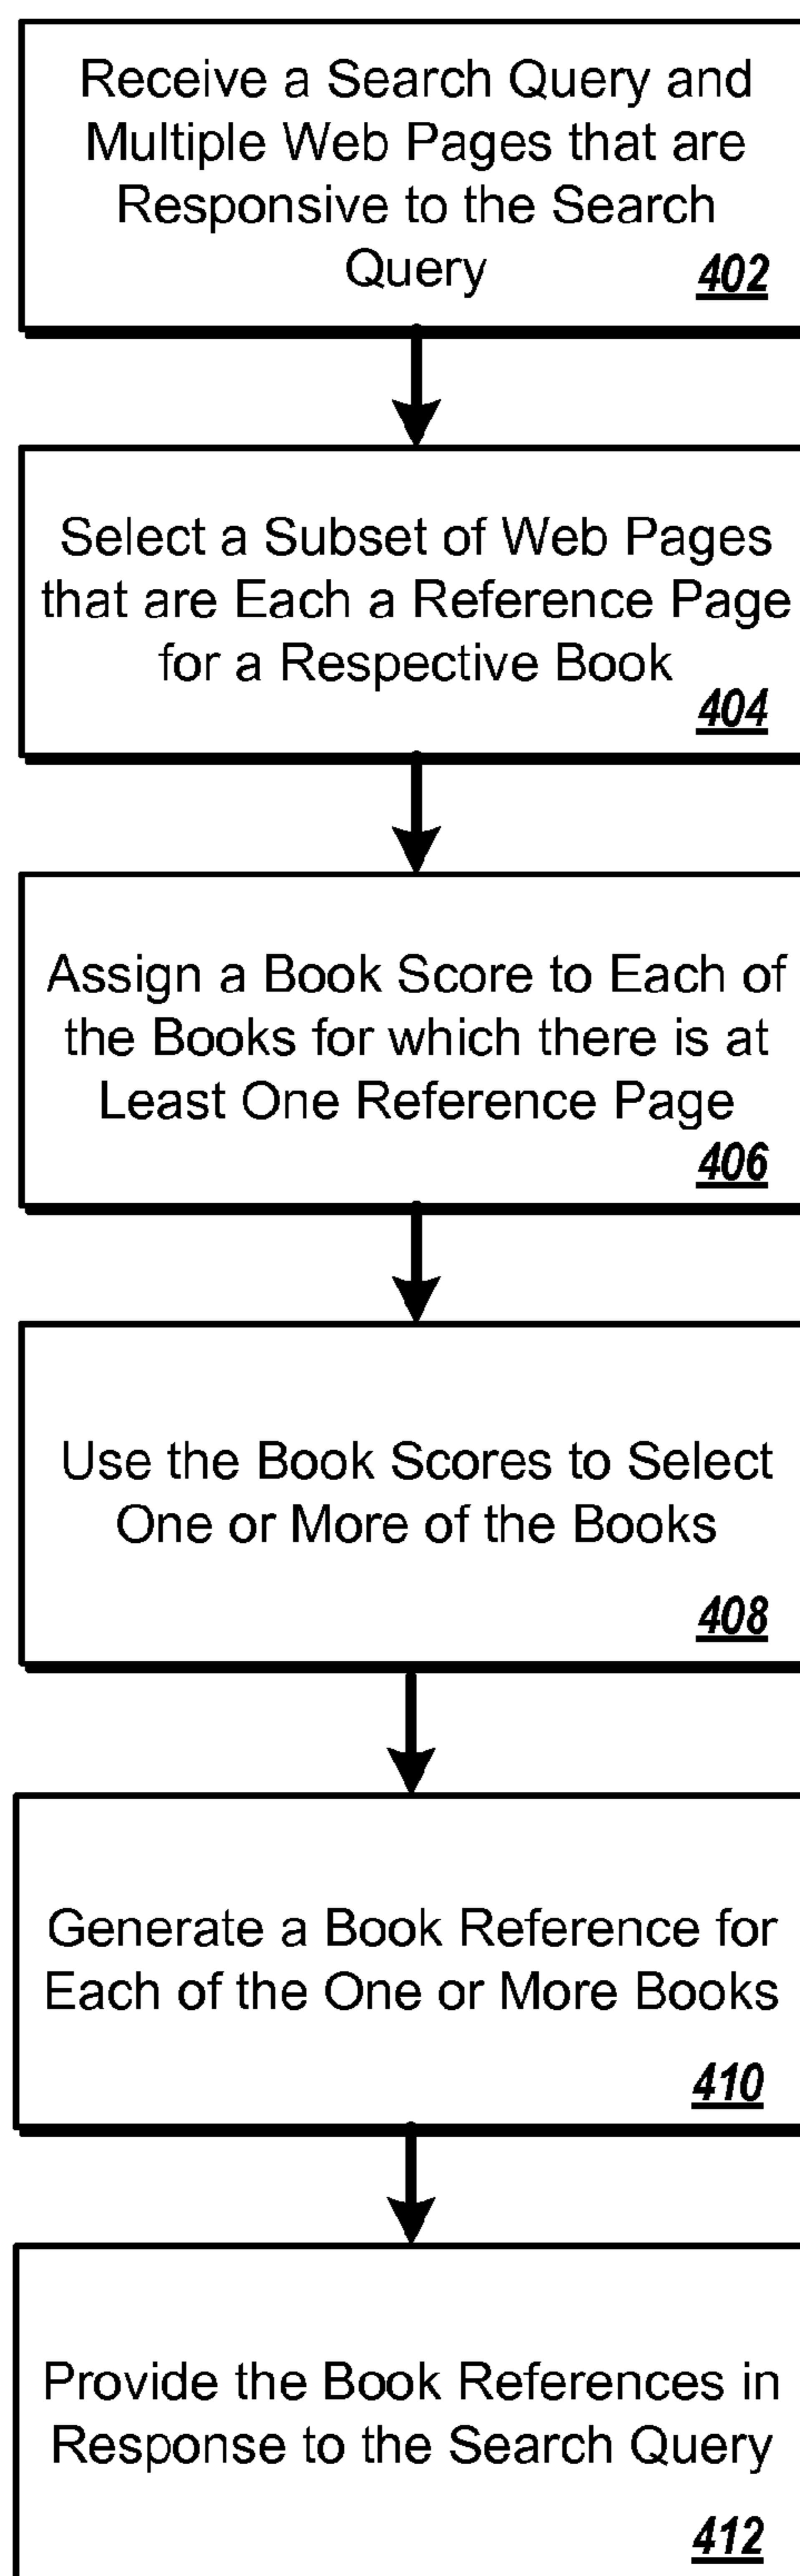 Receive a Search Query and
Multiple Web Pages that are
Responsive to the Search
Query
402
Select a Subset of Web Pages
that are Each a Reference Page
for a Respective Book
404
Assign a Book Score to Each of
the Books for which there is at
Least One Reference Page
406
Use the Book Scores to Select
One or More of the Books
408
Generate a Book Reference for
Each of the One or More Books
410
Provide the Book References in
Response to the Search Query
412